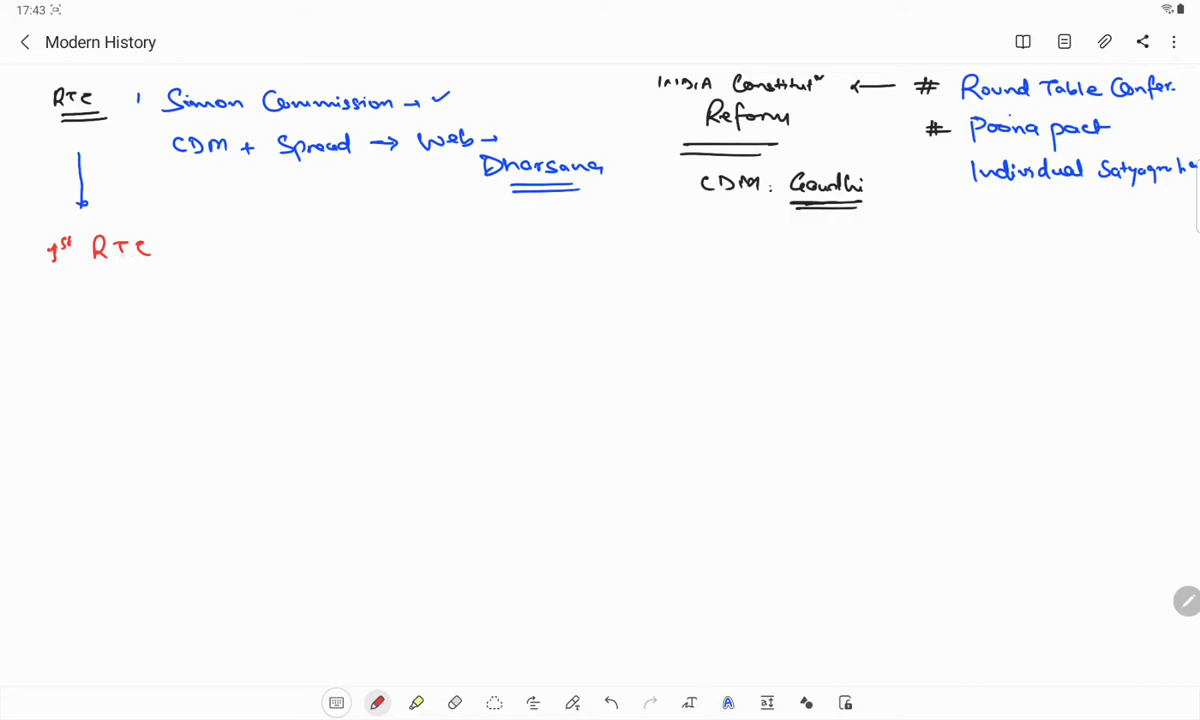 17:43
Modern History
RTC : Simon Commission → ✓
CDM + Spread → Web →
Dharsana
1st RTC
INDIA Constitutn ← # Round Table Confer.
Reform
# Poona pact
Individual Satyagraha
CDM : Gandhi